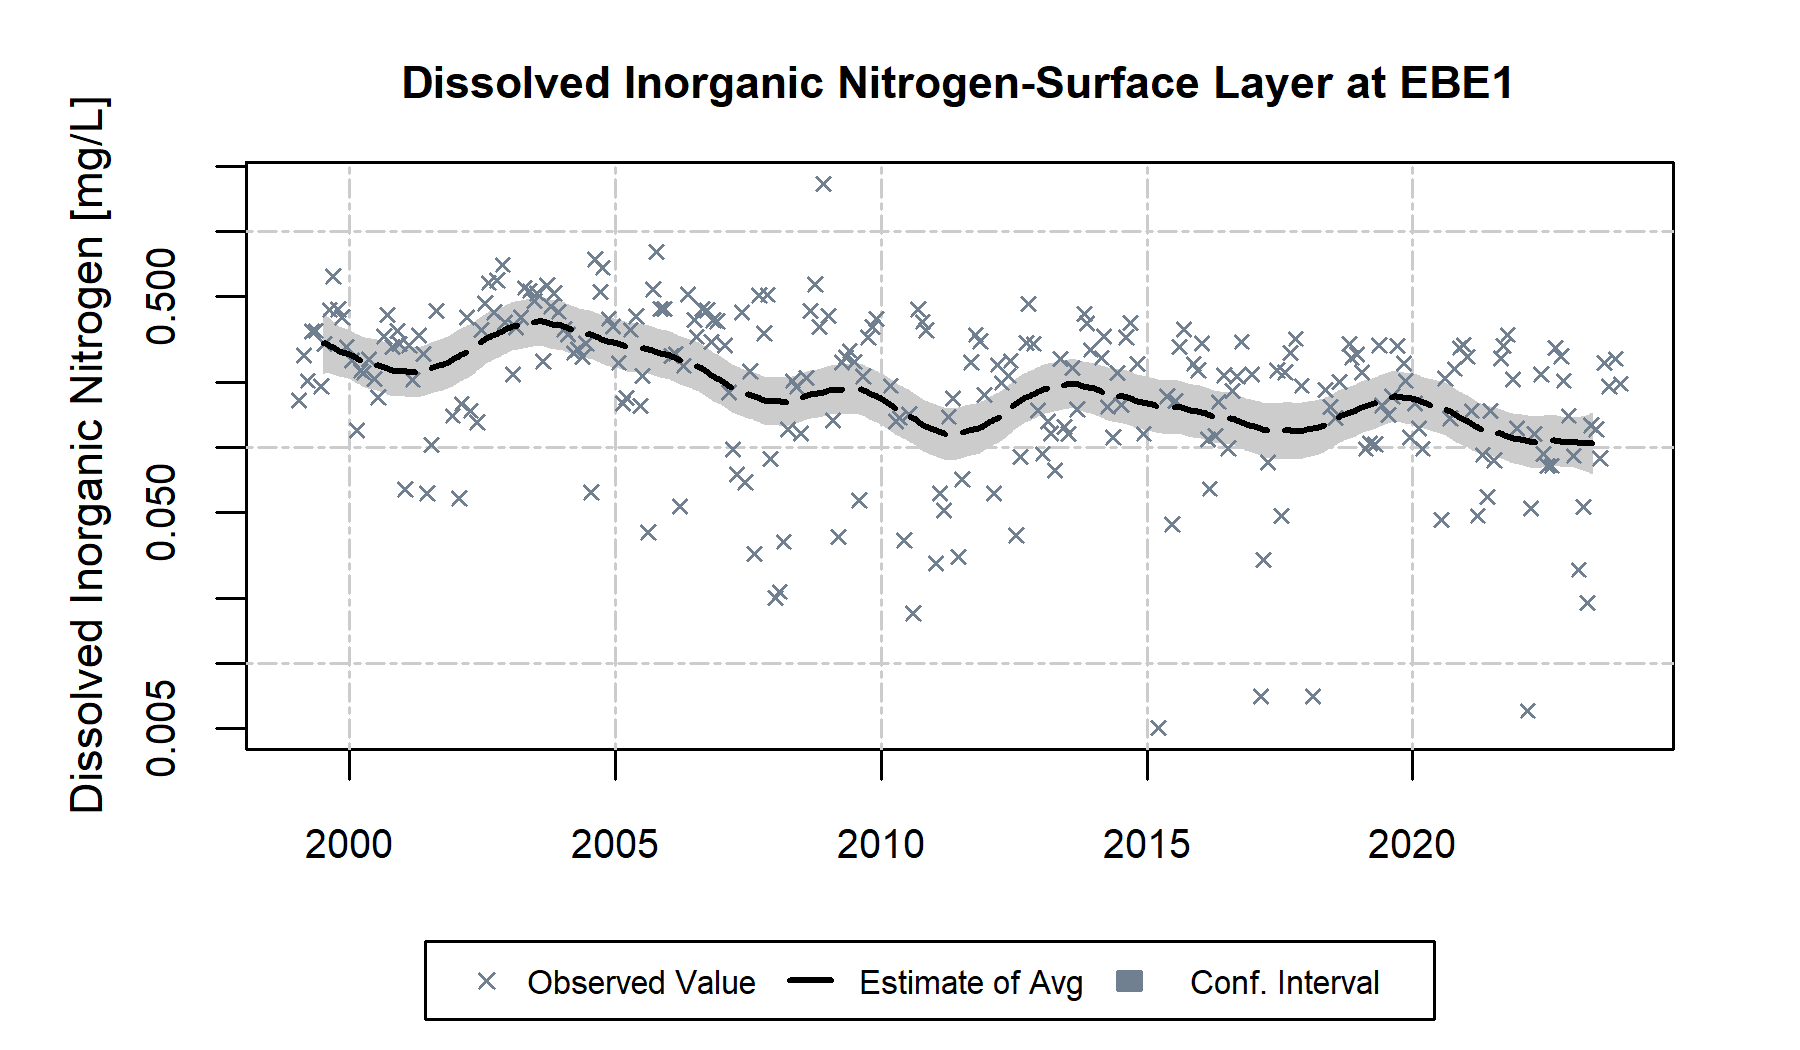 Dissolved Inorganic Nitrogen-Surface Layer at EBE1
Dissolved Inorganic Nitrogen [mg/L]
0.500
0.050
0.005
2000
2005
2010
2015
2020
Observed Value
Estimate of Avg
Conf. Interval